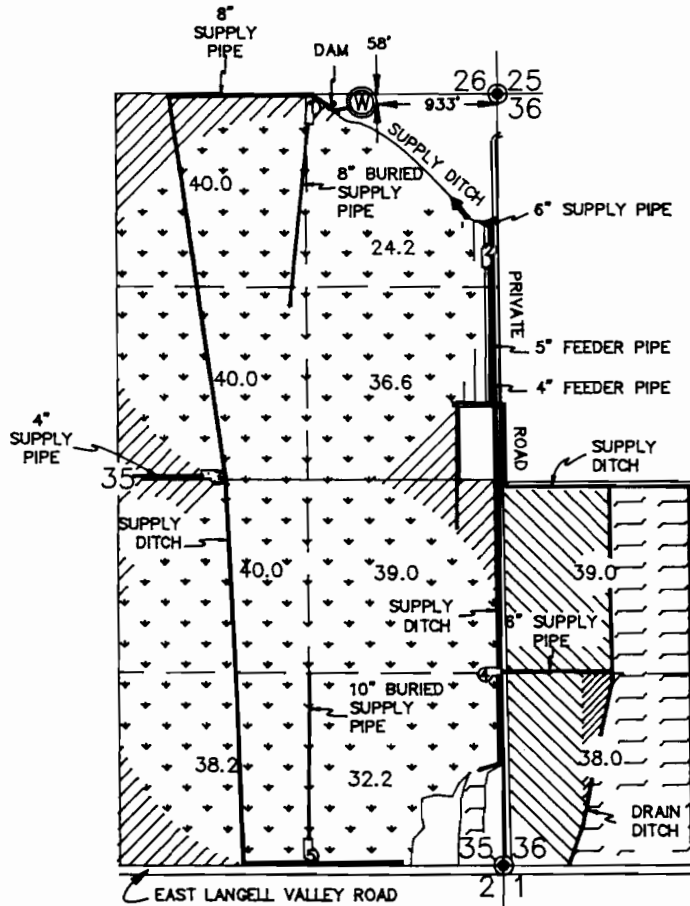 8"
SUPPLY
PIPE
DAM
58'
W
933'
26 25
36
40.0
8" BURIED
SUPPLY
PIPE
SUPPLY DITCH
6" SUPPLY PIPE
24.2
PRIVATE
ROAD
5" FEEDER PIPE
40.0
36.6
4" FEEDER PIPE
4"
SUPPLY
PIPE
35
SUPPLY
DITCH
SUPPLY
DITCH
40.0
39.0
39.0
SUPPLY
DITCH
6" SUPPLY
PIPE
4
10" BURIED
SUPPLY
PIPE
38.2
32.2
38.0
DRAIN
DITCH
5
35 36
2 1
EAST LANGELL VALLEY ROAD